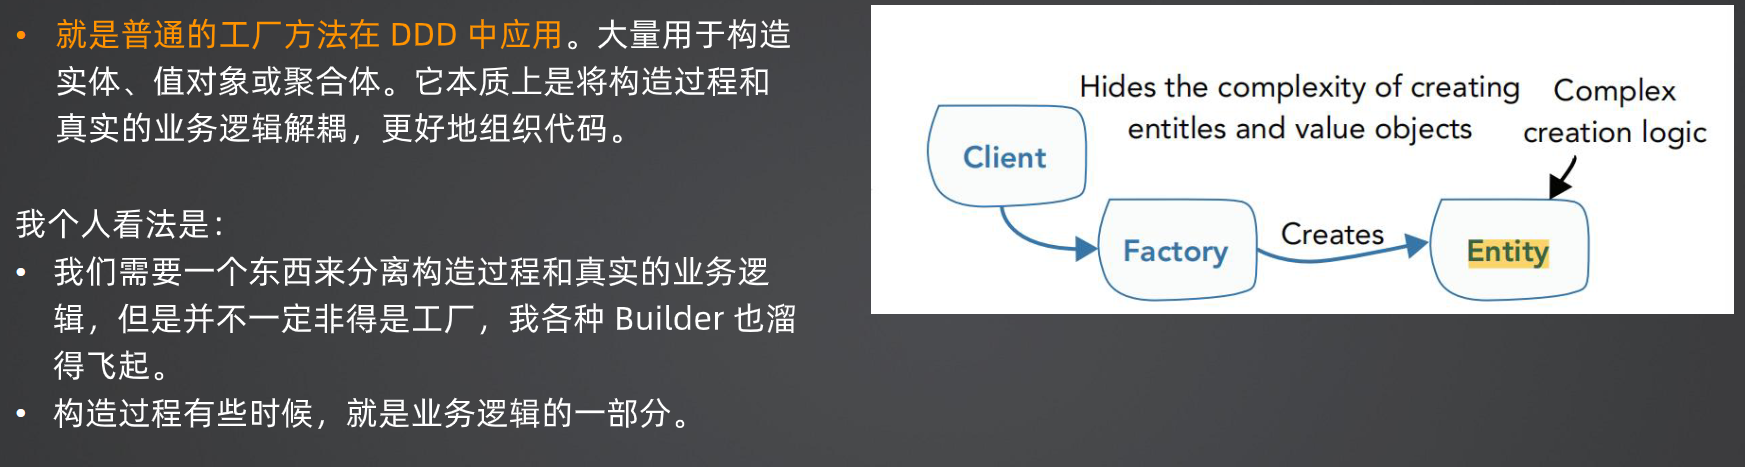 • 就是普通的工厂方法在 DDD 中应用。大量用于构造
实体、值对象或聚合体。它本质上是将构造过程和
真实的业务逻辑解耦，更好地组织代码。
我个人看法是：
• 我们需要一个东西来分离构造过程和真实的业务逻
辑，但是并不一定非得是工厂，我各种 Builder 也溜
得飞起。
• 构造过程有些时候，就是业务逻辑的一部分。
Hides the complexity of creating
entitles and value objects
Complex
creation logic
Client
Factory
Creates
Entity